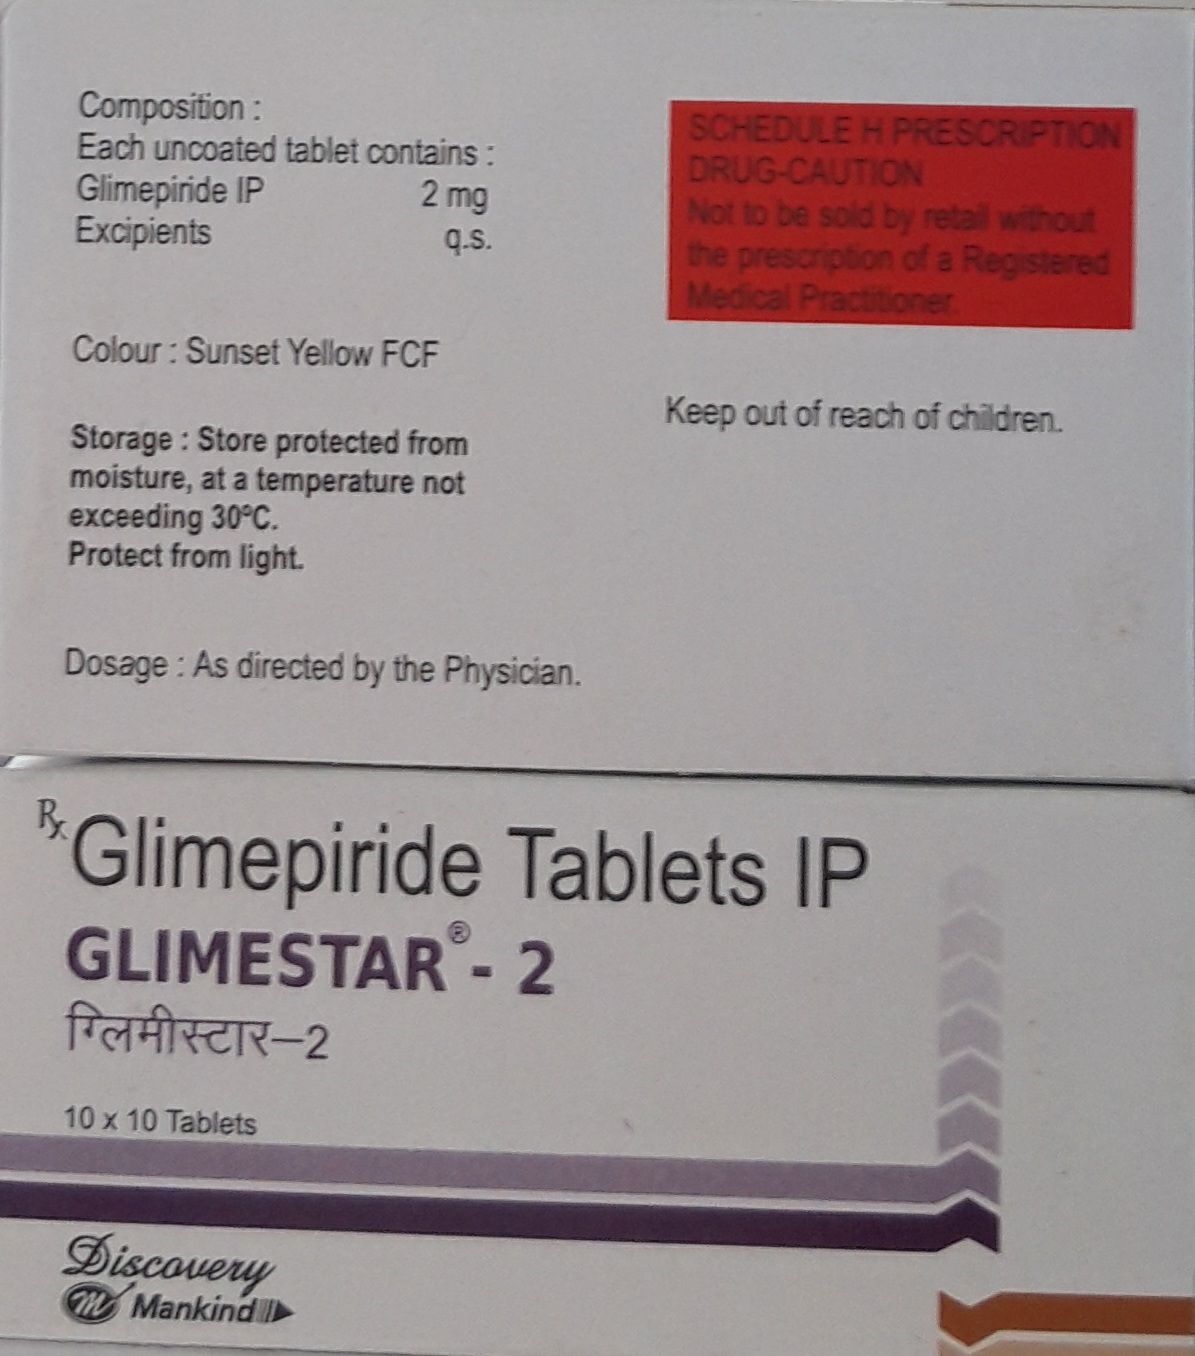 Composition :
Each uncoated tablet contains :
Glimepiride IP 2 mg
Excipients q.s.
Colour : Sunset Yellow FCF
Storage : Store protected from
moisture, at a temperature not
exceeding 30°C.
Protect from light.
Dosage : As directed by the Physician.
SCHEDULE H PRESCRIPTION
DRUG-CAUTION
Not to be sold by retail without
the prescription of a Registered
Medical Practitioner.
Keep out of reach of children.
Rx Glimepiride Tablets IP
GLIMESTAR® - 2
ग्लिमीस्टार–2
10 x 10 Tablets
Discovery
Mankind